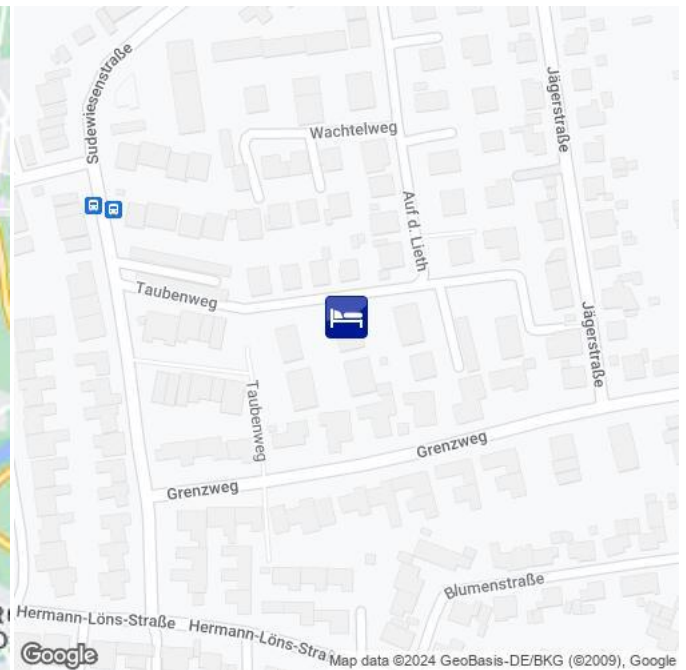 Sudewiesenstraße
Jägerstraße
Wachtelweg
Auf d. Lieth
Taubenweg
Jägerstraße
Taubenweg
Grenzweg
Grenzweg
Blumenstraße
Hermann-Löns-Straße
Hermann-Löns-Stra
Google
Map data ©2024 GeoBasis-DE/BKG (©2009), Google